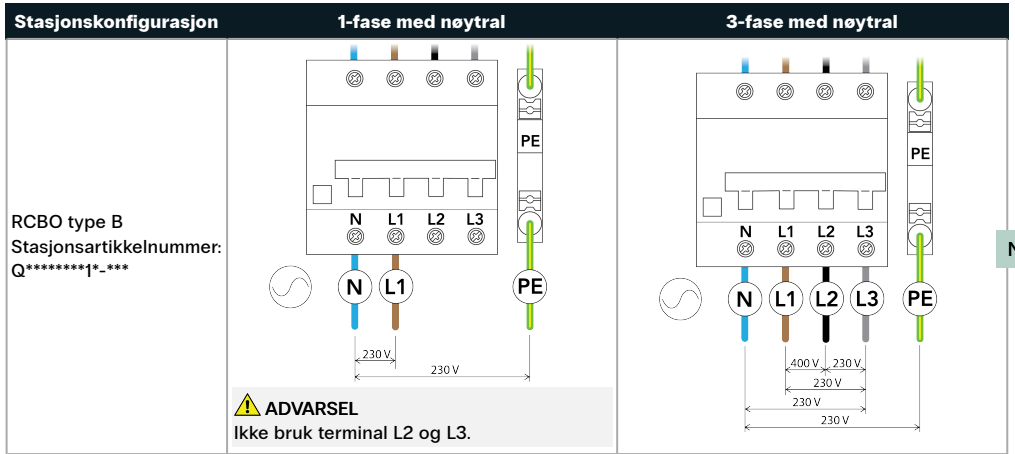 Stasjonskonfigurasjon 1-fase med nøytral 3-fase med nøytral
RCBO type B
Stasjonsartikkelnummer:
Q********1*-***
PE
N L1 L2 L3
N L1 PE
230 V
230 V
ADVARSEL
Ikke bruk terminal L2 og L3.
PE
N L1 L2 L3
N L1 L2 L3 PE
400 V 230 V
230 V
230 V
230 V
N